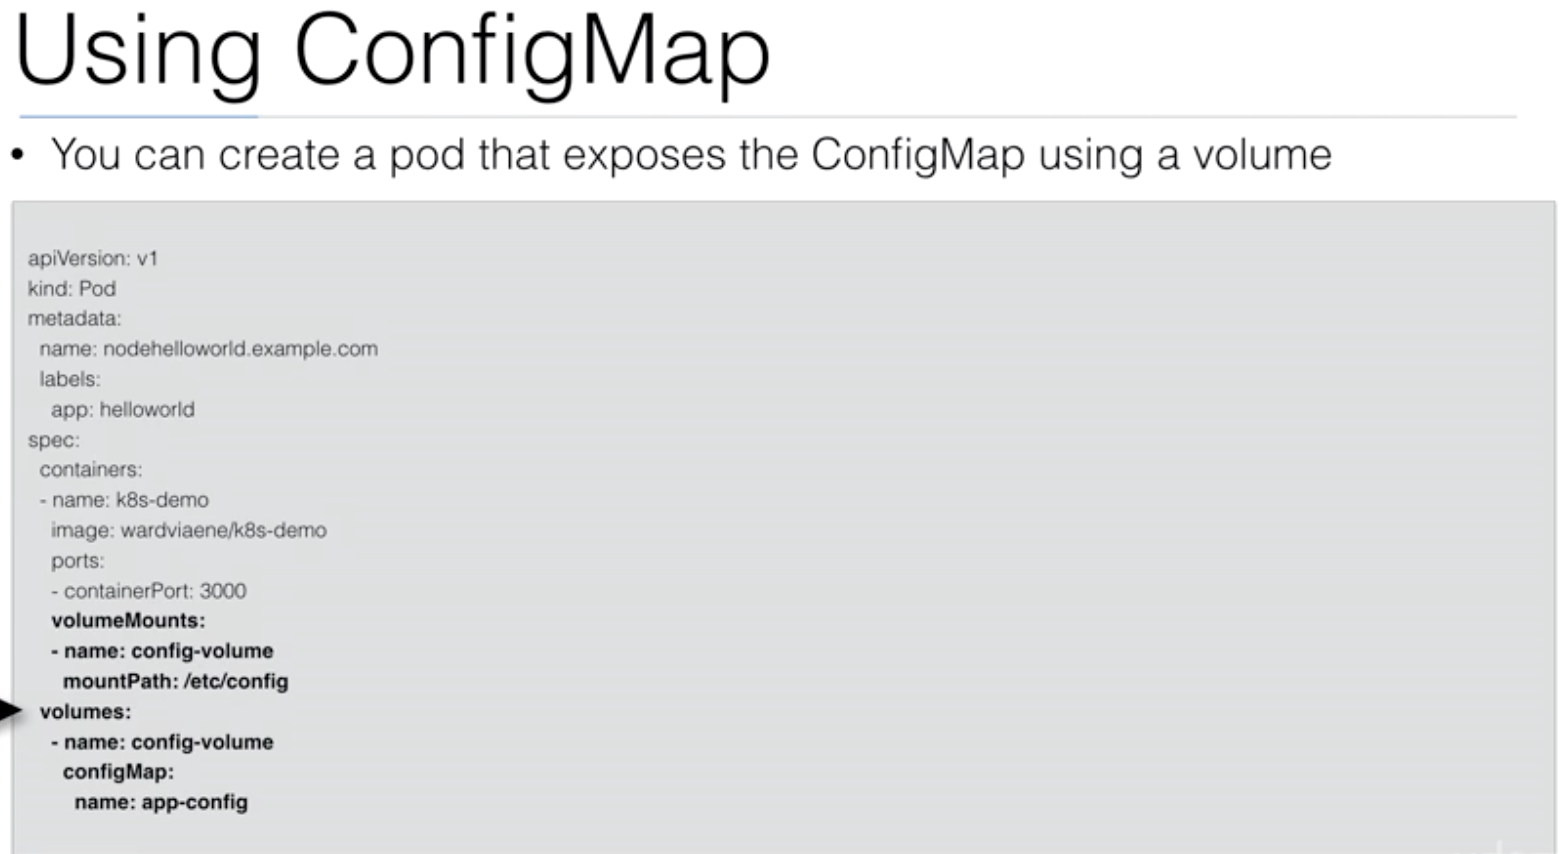 Using ConfigMap
• You can create a pod that exposes the ConfigMap using a volume
apiVersion: v1
kind: Pod
metadata:
  name: nodehelloworld.example.com
  labels:
    app: helloworld
spec:
  containers:
  - name: k8s-demo
    image: wardviaene/k8s-demo
    ports:
    - containerPort: 3000
    volumeMounts:
    - name: config-volume
      mountPath: /etc/config
  volumes:
    - name: config-volume
      configMap:
        name: app-config